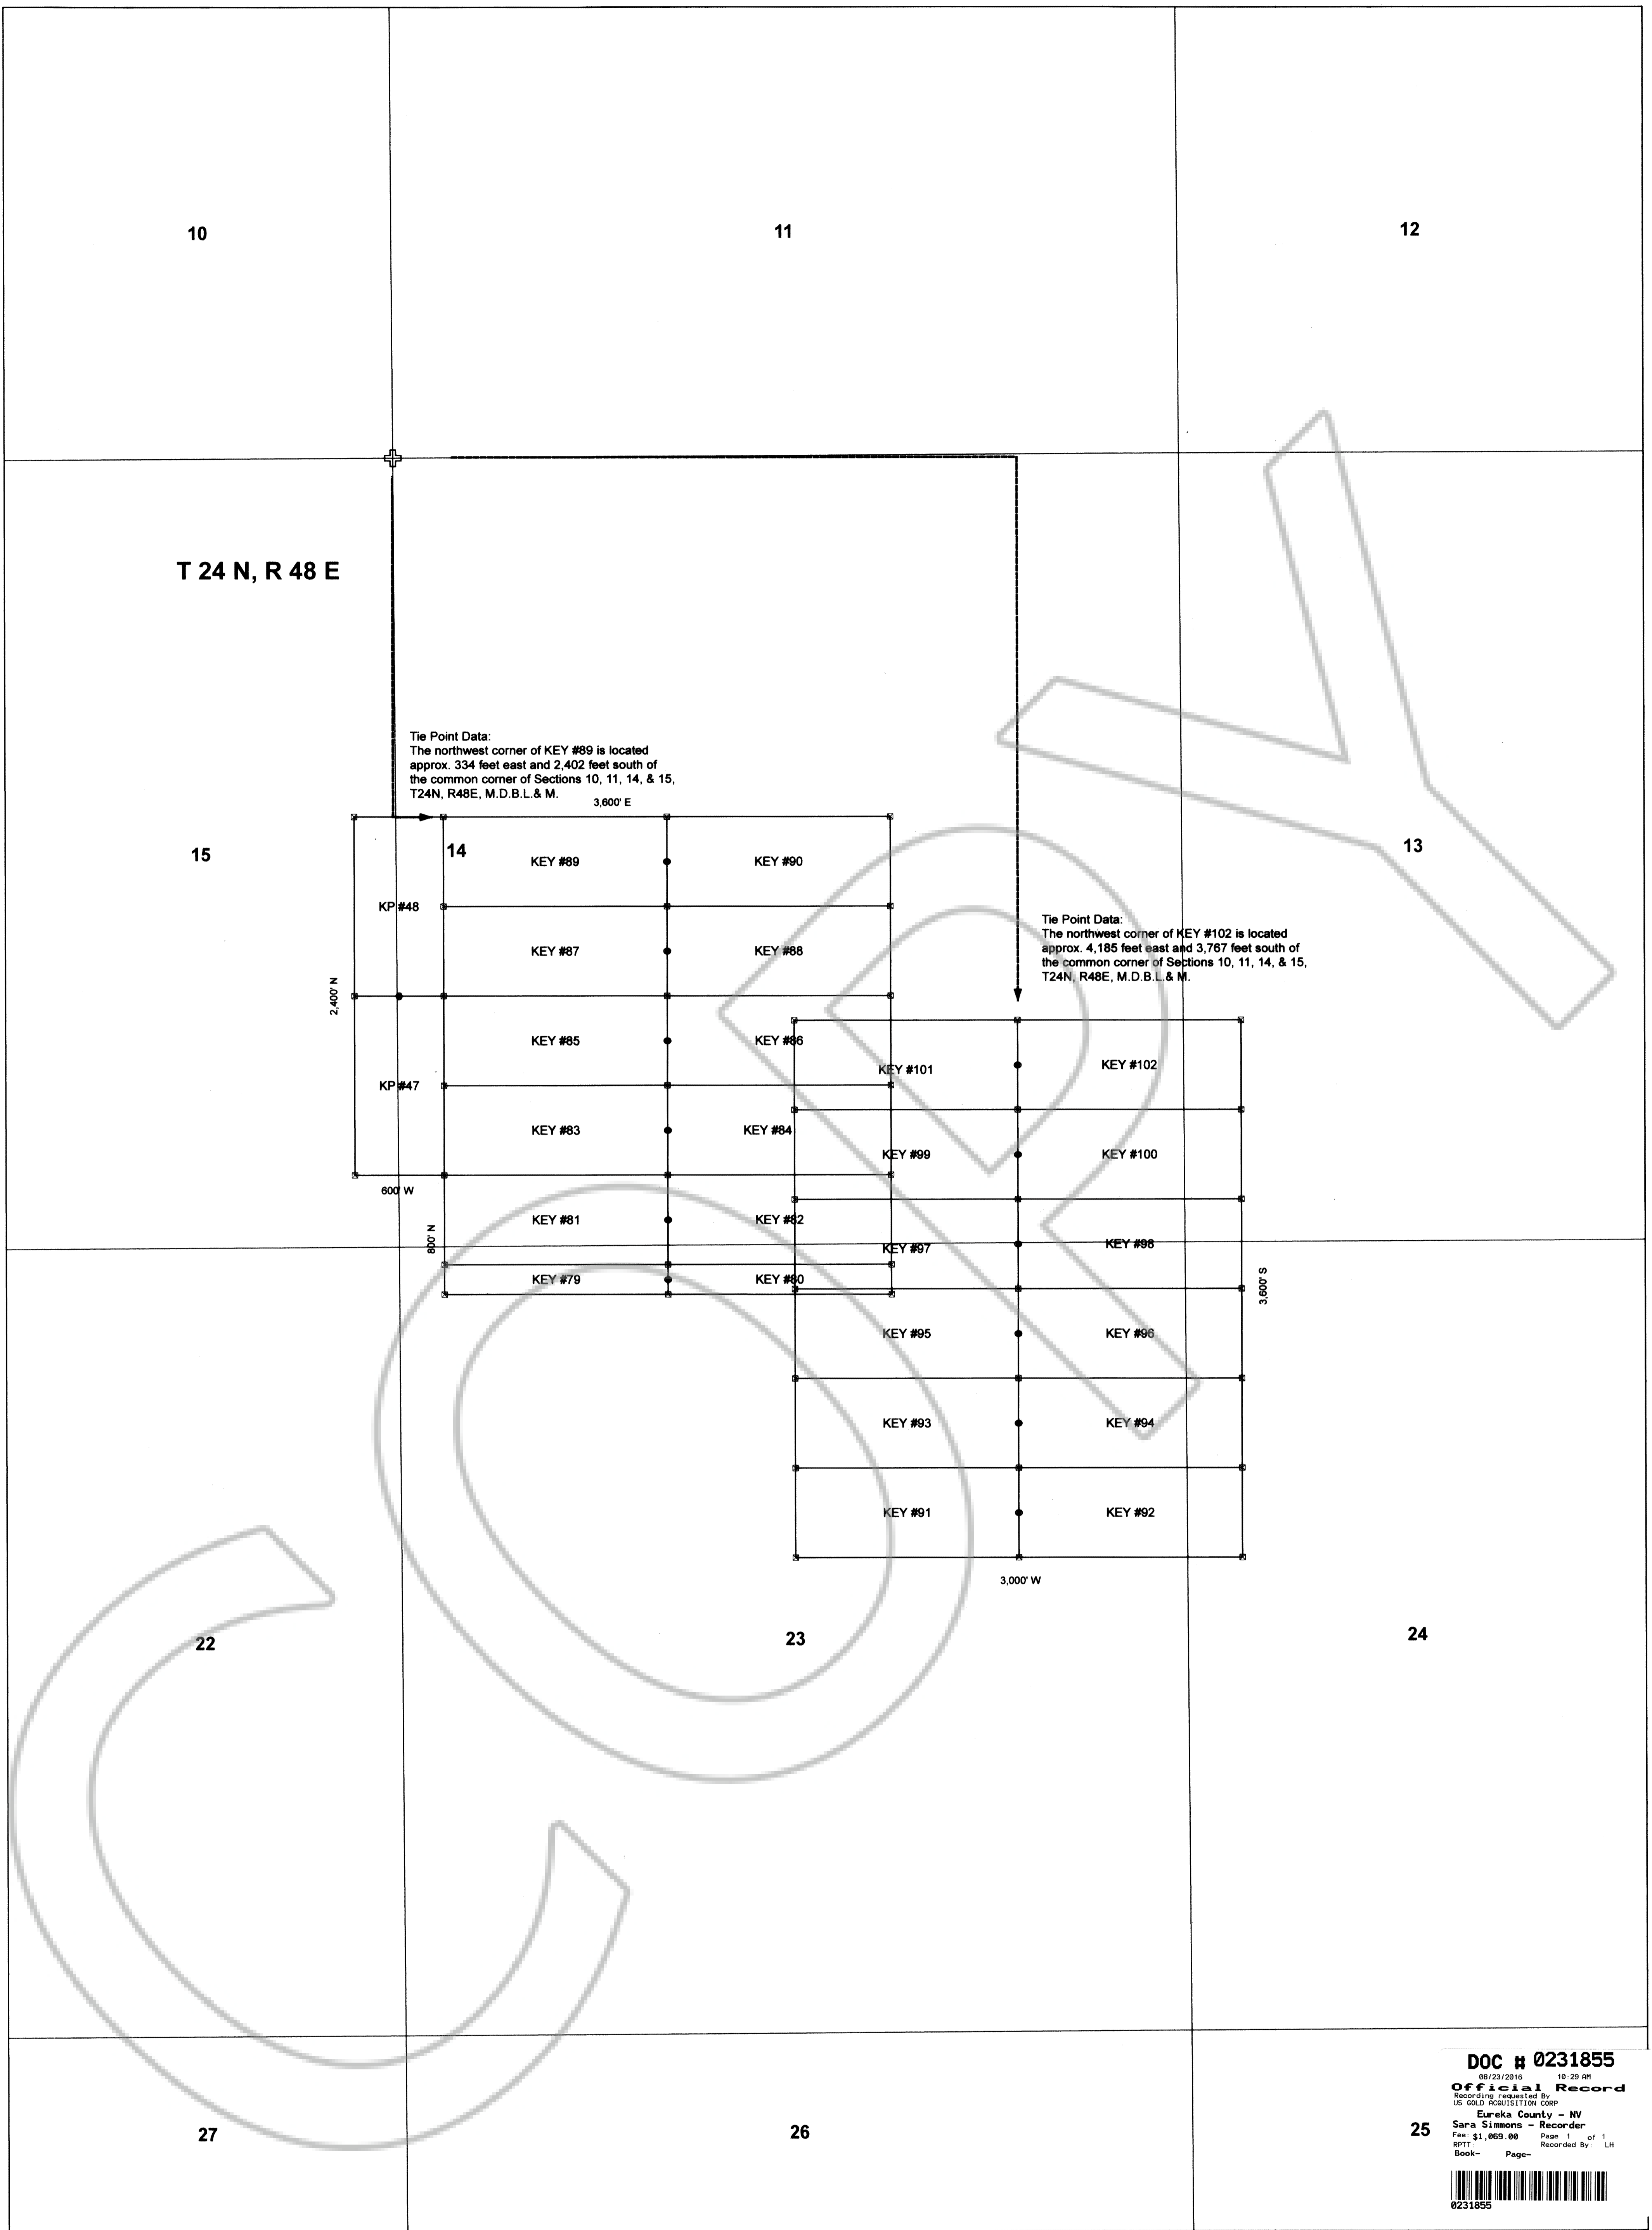 10
11
12
T 24 N, R 48 E
Tie Point Data:
The northwest corner of KEY #89 is located
approx. 334 feet east and 2,402 feet south of
the common corner of Sections 10, 11, 14, & 15,
T24N, R48E, M.D.B.L.& M.
3,600' E
15
14
13
KEY #89
KEY #90
KP #48
KEY #87
KEY #88
2,400' N
Tie Point Data:
The northwest corner of KEY #102 is located
approx. 4,185 feet east and 3,767 feet south of
the common corner of Sections 10, 11, 14, & 15,
T24N, R48E, M.D.B.L.& M.
KEY #85
KEY #86
KEY #101
KEY #102
KP #47
KEY #83
KEY #84
KEY #99
KEY #100
600' W
KEY #81
KEY #82
800' N
KEY #97
KEY #98
KEY #79
KEY #80
3,600' S
KEY #95
KEY #96
KEY #93
KEY #94
KEY #91
KEY #92
3,000' W
22
23
24
27
26
25
COPY
DOC # 0231855
08/23/2016 10:29 AM
Official Record
Recording requested By
US GOLD ACQUISITION CORP
Eureka County - NV
Sara Simmons - Recorder
Fee: $1,069.00 Page 1 of 1
RPTT: Recorded By: LH
Book- Page-
0231855